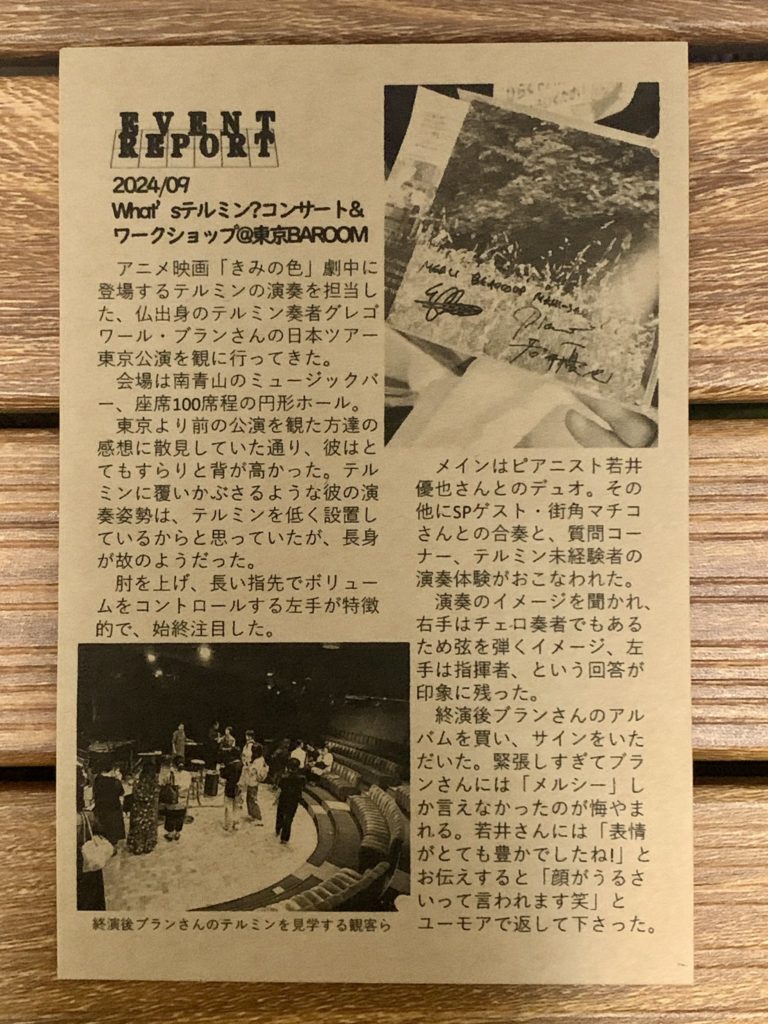 EVENT
REPORT
2024/09
What'sテルミン?コンサート&
ワークショップ@東京BAROOM
アニメ映画「きみの色」劇中に
登場するテルミンの演奏を担当し
た、仏出身のテルミン奏者グレゴ
ワール・ブランさんの日本ツアー
東京公演を観に行ってきた。
会場は南青山のミュージックバ
ー、座席100席程の円形ホール。
東京より前の公演を観た方達の
感想に散見していた通り、彼はと
てもすらりと背が高かった。テル
ミンに覆いかぶさるような彼の演
奏姿勢は、テルミンを低く設置し
ているからと思っていたが、長身
が故のようだった。
肘を上げ、長い指先でボリュー
ムをコントロールする左手が特徴
的で、始終注目した。
終演後ブランさんのテルミンを見学する観客ら
MERCI BEAUCOUP
メインはピアニスト若井
優也さんとのデュオ。その
他にSPゲスト・街角マチコ
さんとの合奏と、質問コー
ナー、テルミン未経験者の
演奏体験がおこなわれた。
演奏のイメージを聞かれ、
右手はチェロ奏者でもある
ため弦を弾くイメージ、左
手は指揮者、という回答が
印象に残った。
終演後ブランさんのアル
バムを買い、サインをいた
だいた。緊張しすぎてブラ
ンさんには「メルシー」し
か言えなかったのが悔やま
れる。若井さんには「表情
がとても豊かでしたね!」と
お伝えすると「顔がうるさ
いって言われます笑」と
ユーモアで返して下さった。